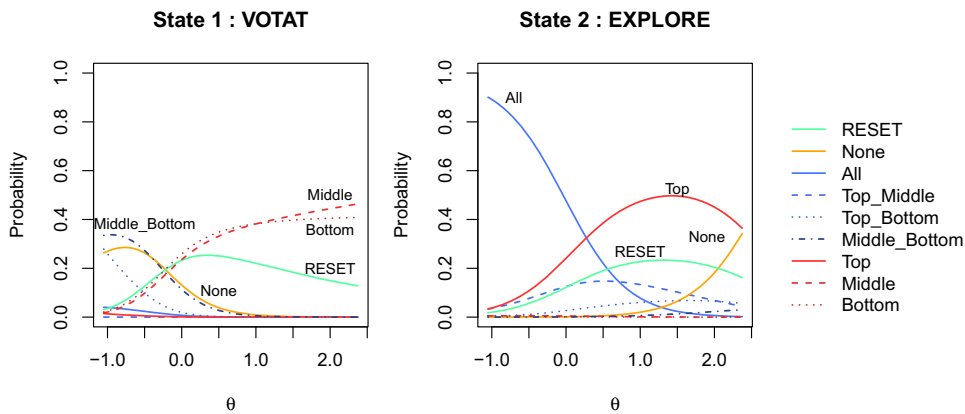 State 1 : VOTAT
State 2 : EXPLORE
Probability
0.0
0.2
0.4
0.6
0.8
1.0
Middle_Bottom
None
Middle
Bottom
RESET
−1.0
0.0
1.0
2.0
θ
Probability
0.0
0.2
0.4
0.6
0.8
1.0
All
Top
RESET
None
−1.0
0.0
1.0
2.0
θ
RESET
None
All
Top_Middle
Top_Bottom
Middle_Bottom
Top
Middle
Bottom